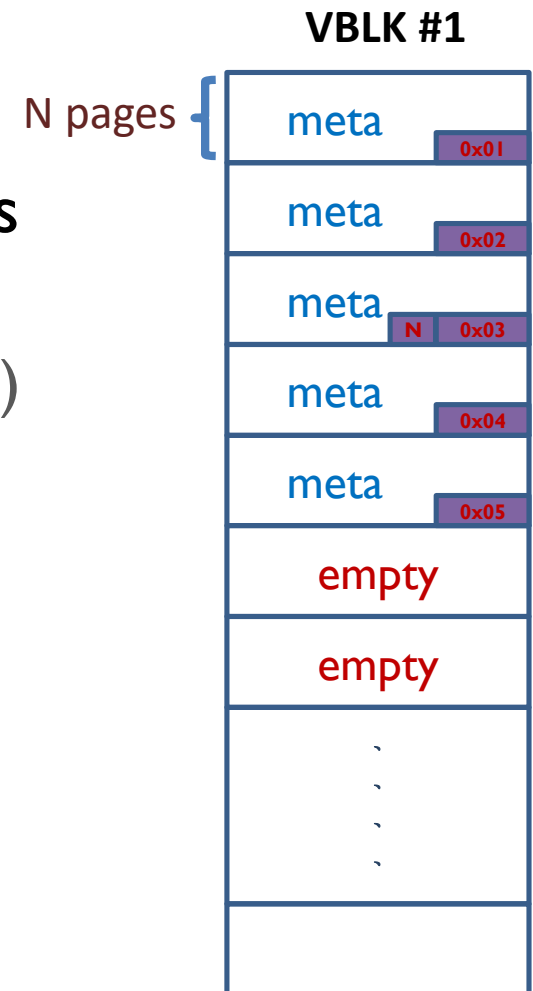 VBLK #1
N pages
meta
0x01
s
meta
0x02
meta
N 0x03
)
meta
0x04
meta
0x05
empty
empty